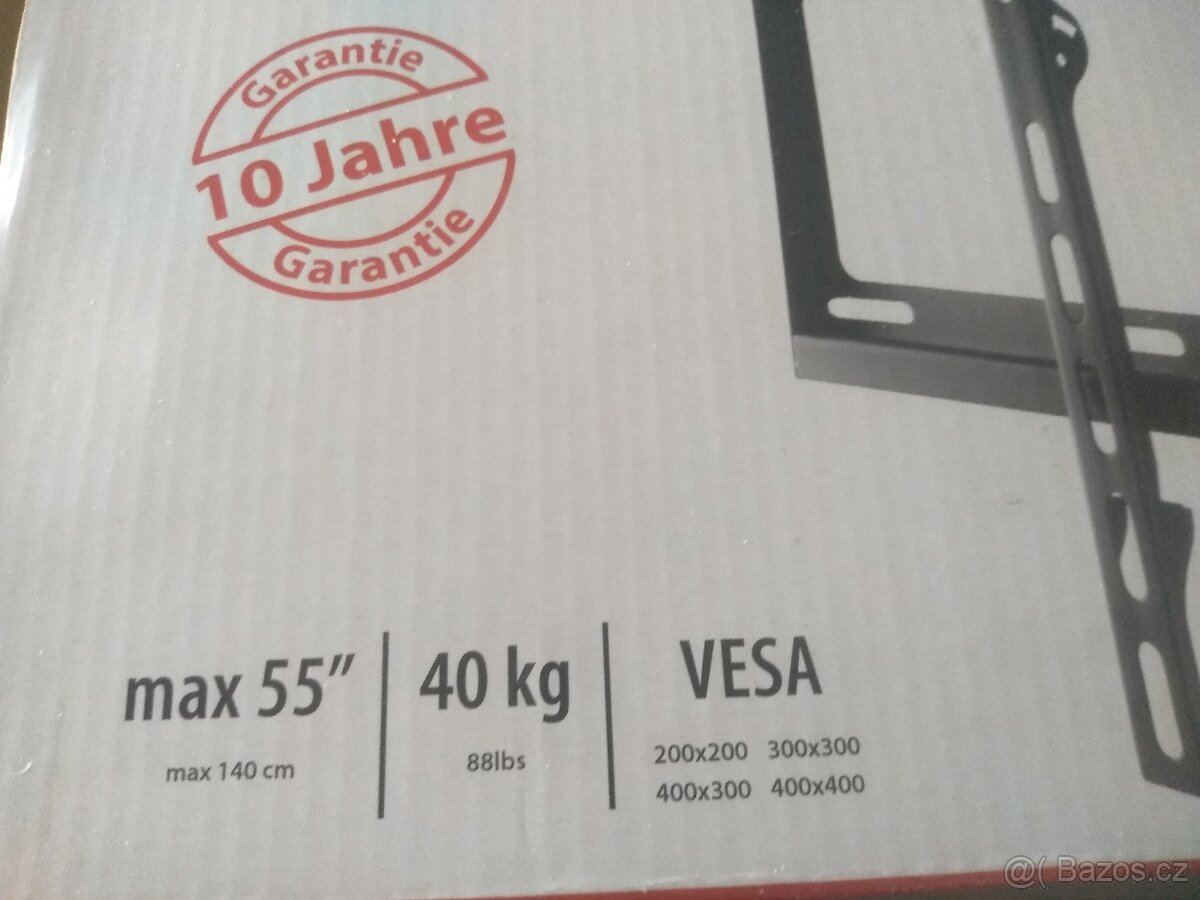 Garantie
10 Jahre
Garantie
max 55”
max 140 cm
40 kg
88lbs
VESA
200x200 300x300
400x300 400x400
@( Bazos.cz